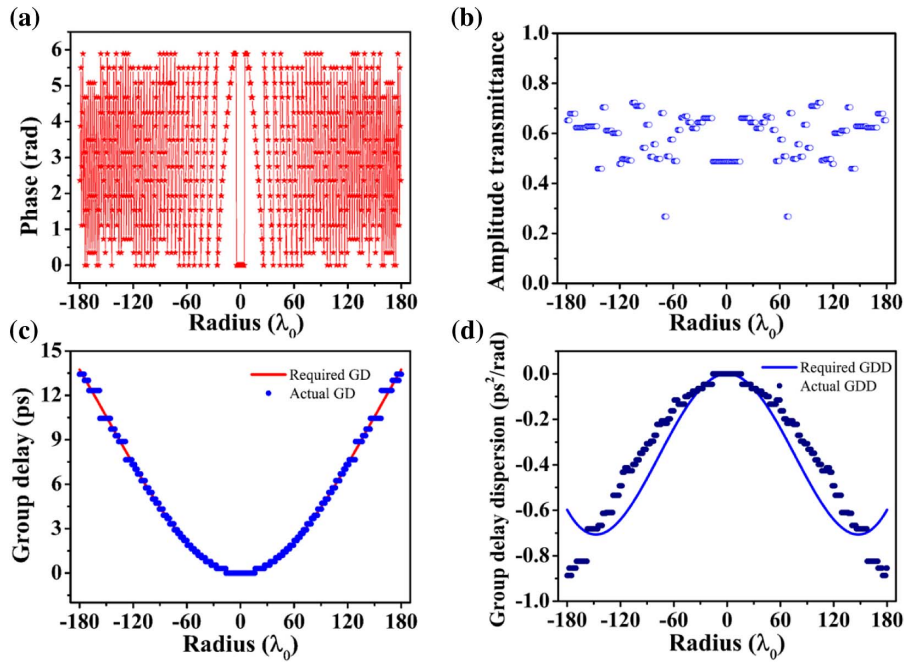 (a)
Phase (rad)
6
5
4
3
2
1
0
-180 -120 -60 0 60 120 180
Radius (λ₀)
(b)
Amplitude transmittance
1.0
0.8
0.6
0.4
0.2
0.0
-180 -120 -60 0 60 120 180
Radius (λ₀)
(c)
Group delay (ps)
15
12
9
6
3
0
Required GD
Actual GD
-180 -120 -60 0 60 120 180
Radius (λ₀)
(d)
Group delay dispersion (ps²/rad)
0.0
-0.2
-0.4
-0.6
-0.8
-1.0
Required GDD
Actual GDD
-180 -120 -60 0 60 120 180
Radius (λ₀)